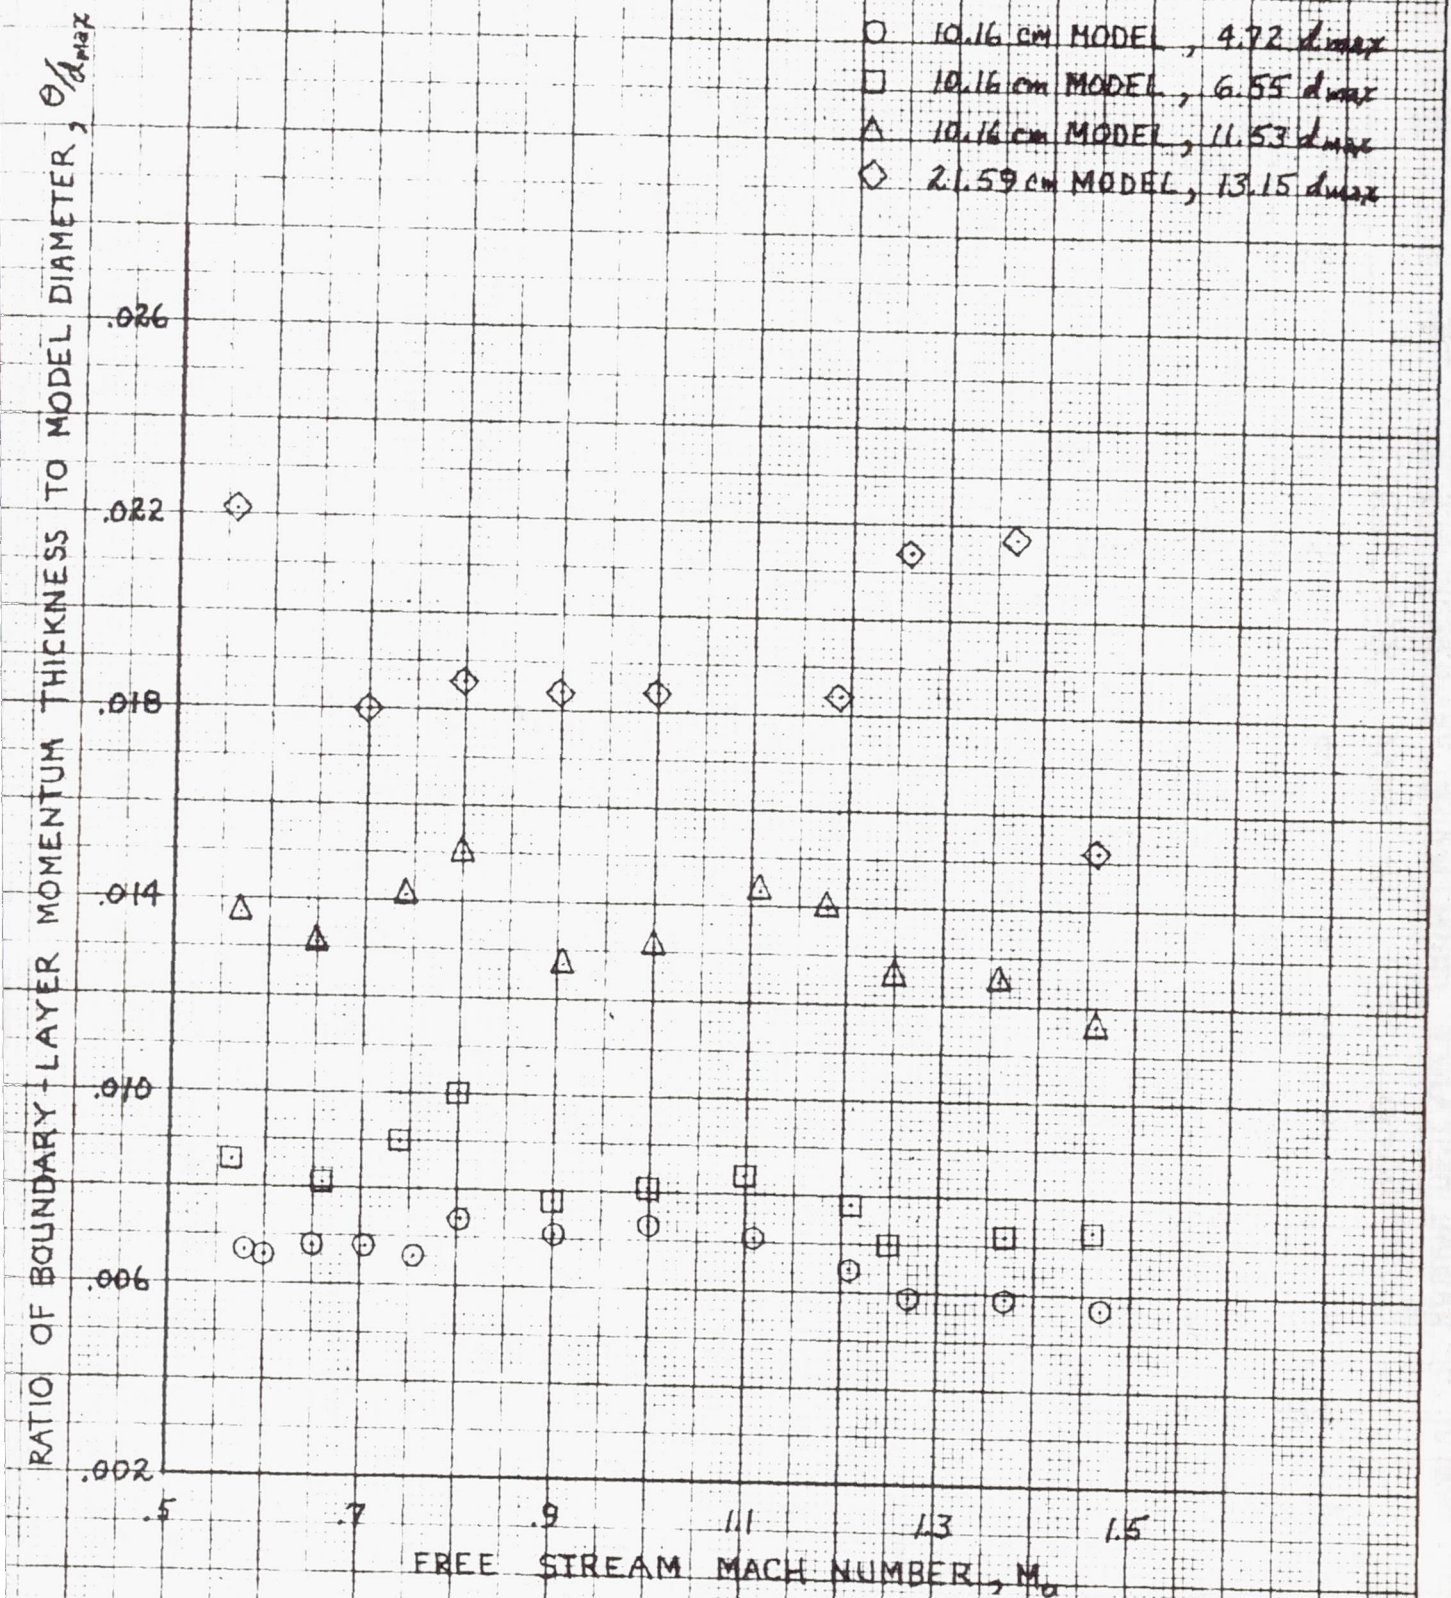 10.16 cm MODEL, 4.72 dmax
10.16 cm MODEL, 6.55 dmax
10.16 cm MODEL, 11.53 dmax
21.59 cm MODEL, 13.15 dmax
RATIO OF BOUNDARY-LAYER MOMENTUM THICKNESS TO MODEL DIAMETER, θ/dmax
.026
.022
.018
.014
.010
.006
.002
.5 .7 .9 1.1 1.3 1.5
FREE STREAM MACH NUMBER, Mo